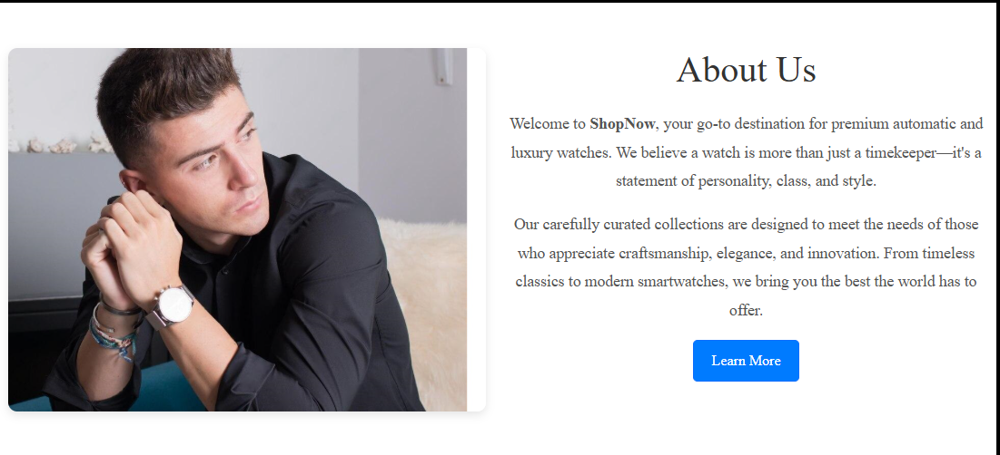 About Us
Welcome to ShopNow, your go-to destination for premium automatic and
luxury watches. We believe a watch is more than just a timekeeper—it's a
statement of personality, class, and style.
Our carefully curated collections are designed to meet the needs of those
who appreciate craftsmanship, elegance, and innovation. From timeless
classics to modern smartwatches, we bring you the best the world has to
offer.
Learn More